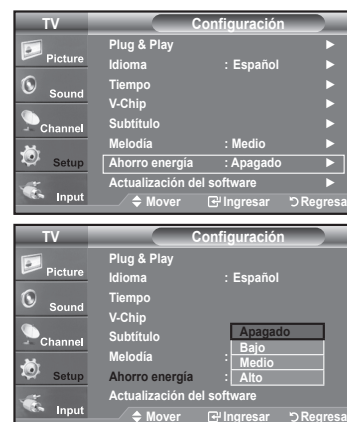 TV Configuración
Plug & Play
Picture
Idioma : Español
Tiempo
Sound
V-Chip
Channel
Subtítulo
Melodía : Medio
Setup
Ahorro energía : Apagado
Actualización del software
Input
Mover Ingresar Regresa
TV Configuración
Plug & Play
Picture
Idioma : Español
Tiempo
Sound
V-Chip
Channel
Subtítulo
Apagado
Bajo
Melodía :
Medio
Setup
Ahorro energía :
Alto
Actualización del software
Input
Mover Ingresar Regresa